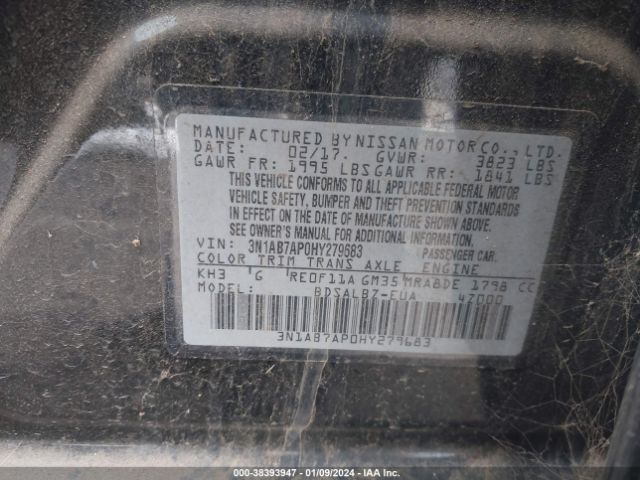 MANUFACTURED BY NISSAN MOTOR CO., LTD.
DATE: 02/17. GVWR: 3823 LBS
GAWR FR: 1995 LBS GAWR RR: 1841 LBS
THIS VEHICLE CONFORMS TO ALL APPLICABLE FEDERAL MOTOR
VEHICLE SAFETY, BUMPER AND THEFT PREVENTION STANDARDS
IN EFFECT ON THE DATE OF MANUFACTURE SHOWN ABOVE.
SEE OWNER'S MANUAL FOR ADDITIONAL INFORMATION.
VIN: 3N1AB7AP0HY279683 PASSENGER CAR.
COLOR TRIM TRANS AXLE ENGINE
KH3 'G RE0F11A GM35 MRA8DE 1798 CC
MODEL: BDSALB7-EUA 47000
3N1AB7AP0HY279683
000-38393947 - 01/09/2024 - IAA Inc.